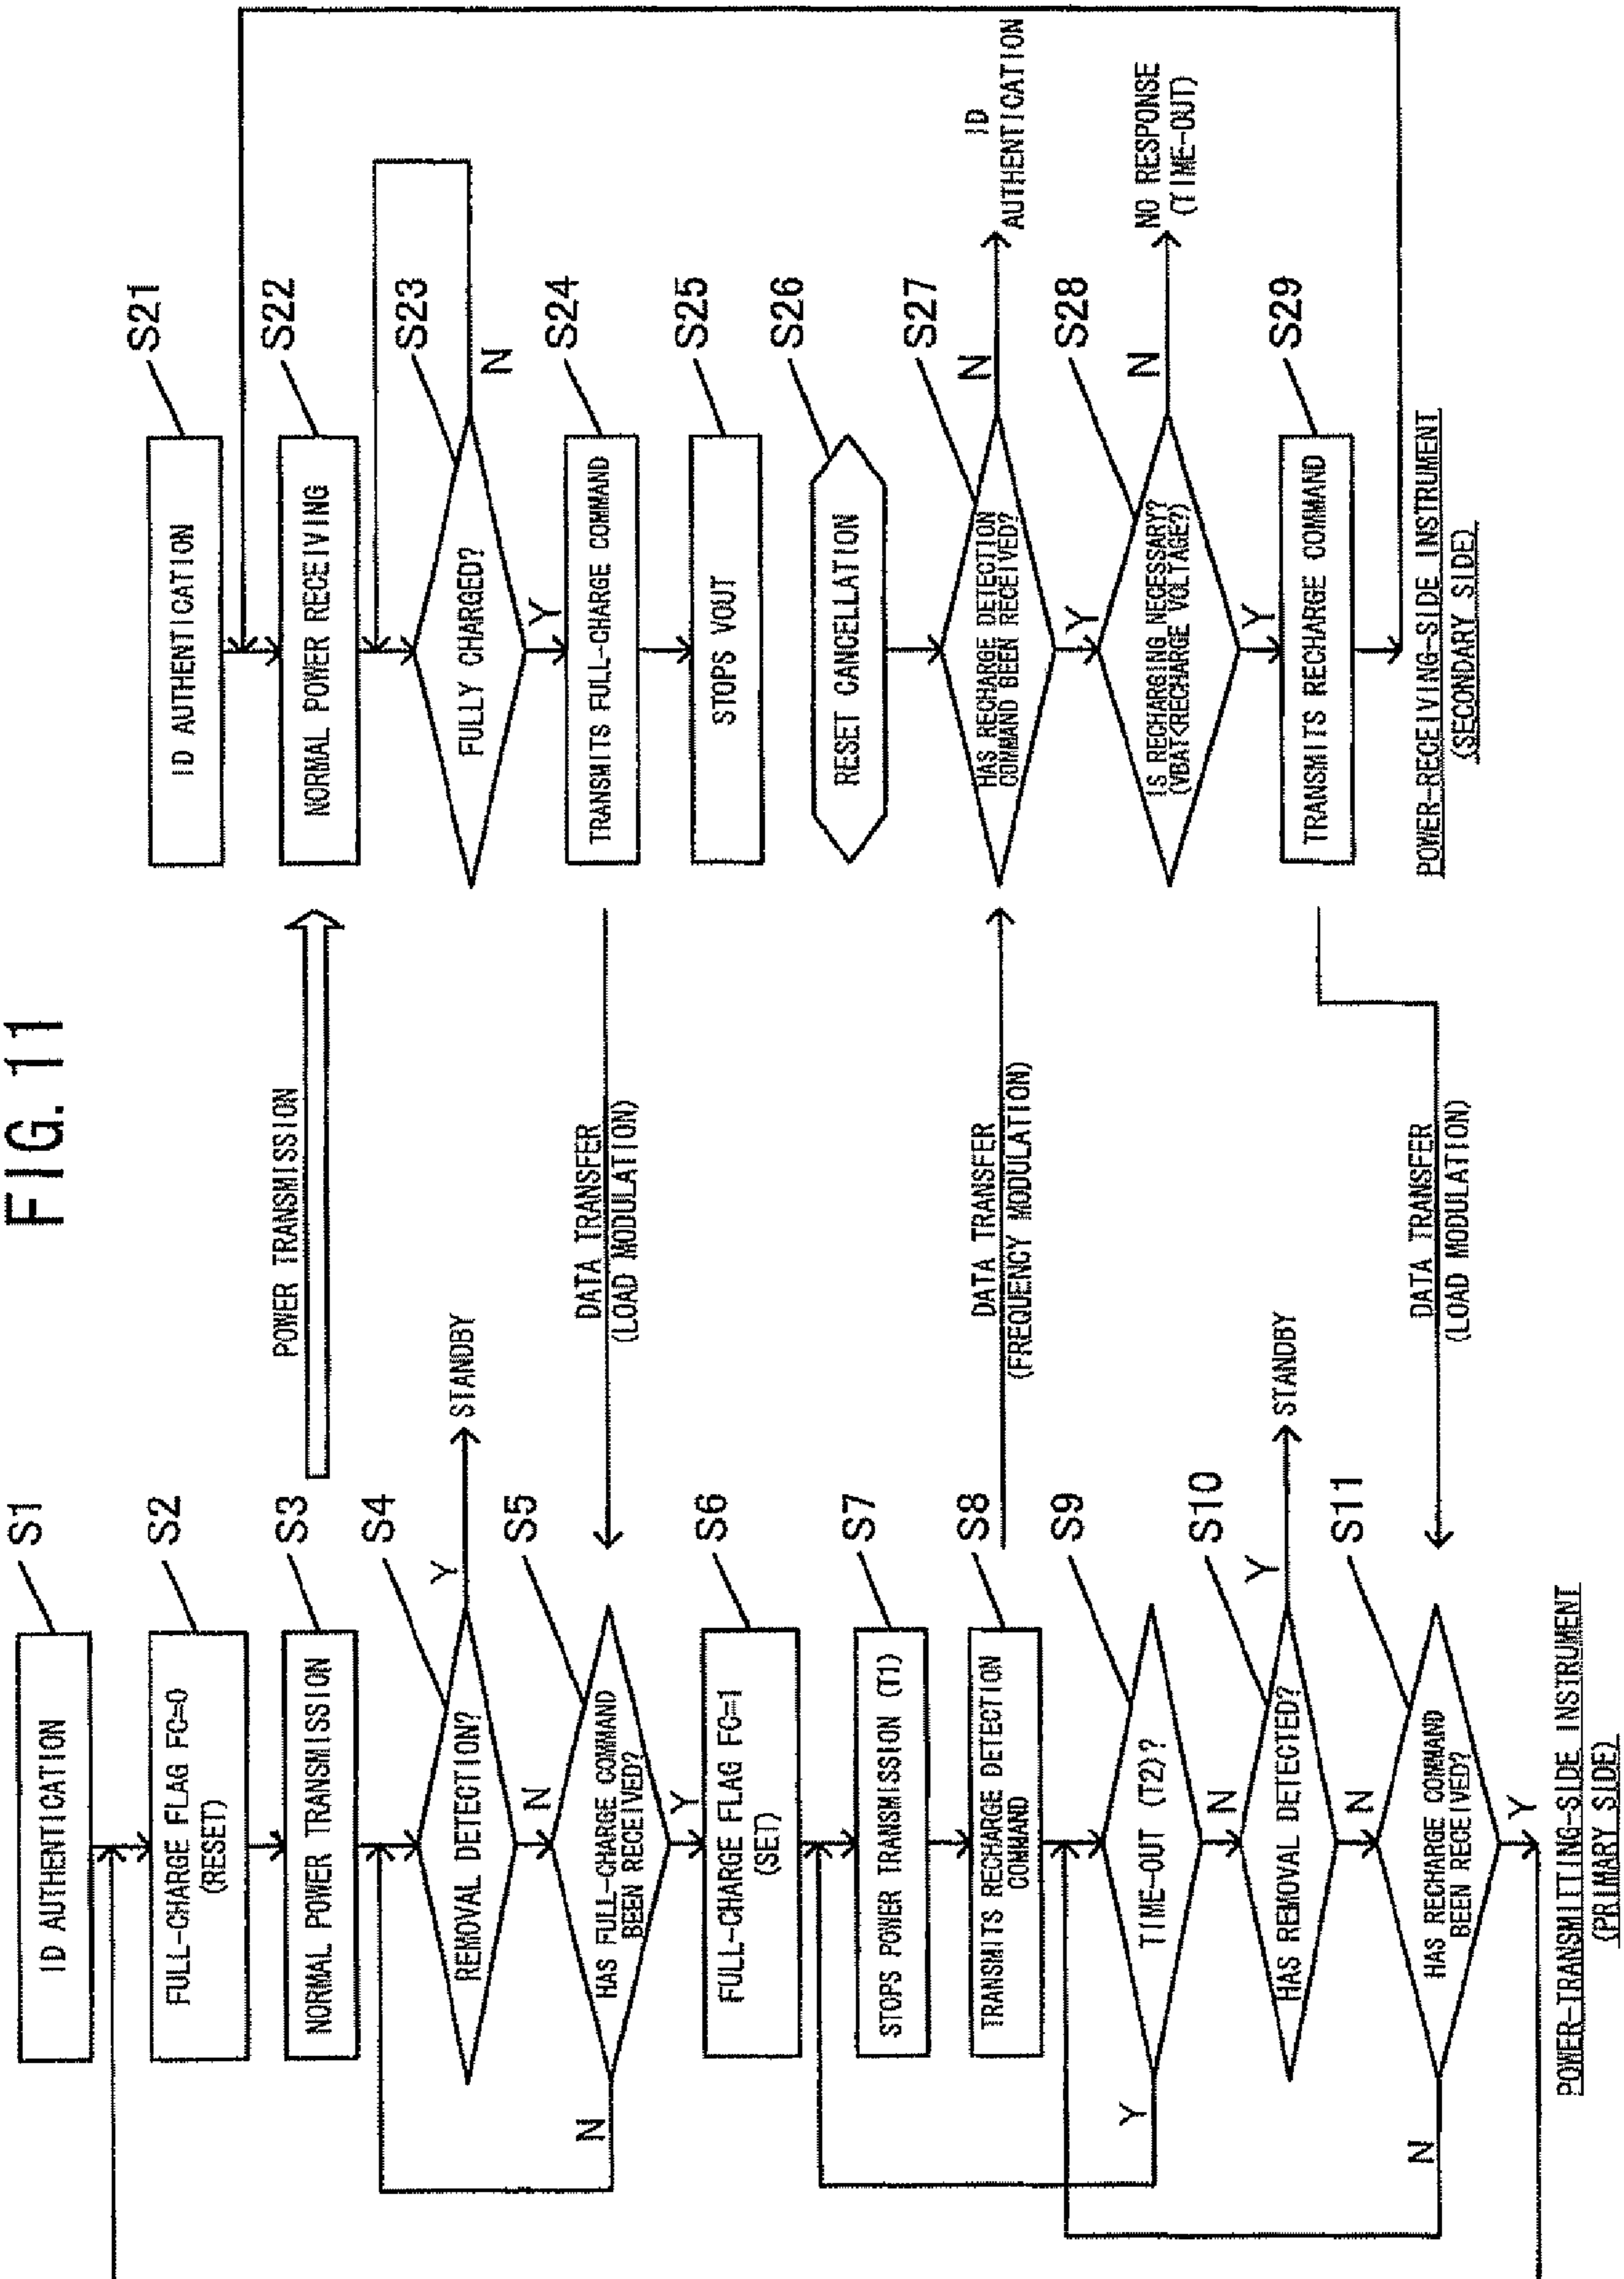 FIG. 11
S1
ID AUTHENTICATION
S2
FULL-CHARGE FLAG FC=0
(RESET)
S3
NORMAL POWER TRANSMISSION
S4
REMOVAL DETECTION?
Y
STANDBY
N
S5
HAS FULL-CHARGE COMMAND
BEEN RECEIVED?
N
Y
S6
FULL-CHARGE FLAG FC=1
(SET)
S7
STOPS POWER TRANSMISSION (T1)
S8
TRANSMITS RECHARGE DETECTION
COMMAND
S9
TIME-OUT (T2)?
Y
N
S10
HAS REMOVAL DETECTED?
Y
STANDBY
N
S11
HAS RECHARGE COMMAND
BEEN RECEIVED?
N
Y
POWER-TRANSMITTING-SIDE INSTRUMENT
(PRIMARY SIDE)
POWER TRANSMISSION
DATA TRANSFER
(LOAD MODULATION)
DATA TRANSFER
(FREQUENCY MODULATION)
DATA TRANSFER
(LOAD MODULATION)
S21
ID AUTHENTICATION
S22
NORMAL POWER RECEIVING
S23
FULLY CHARGED?
N
Y
S24
TRANSMITS FULL-CHARGE COMMAND
S25
STOPS VOUT
S26
RESET CANCELLATION
S27
HAS RECHARGE DETECTION
COMMAND BEEN RECEIVED?
N
ID
AUTHENTICATION
Y
S28
IS RECHARGING NECESSARY?
(VBAT<RECHARGE VOLTAGE?)
N
NO RESPONSE
(TIME-OUT)
Y
S29
TRANSMITS RECHARGE COMMAND
POWER-RECEIVING-SIDE INSTRUMENT
(SECONDARY SIDE)